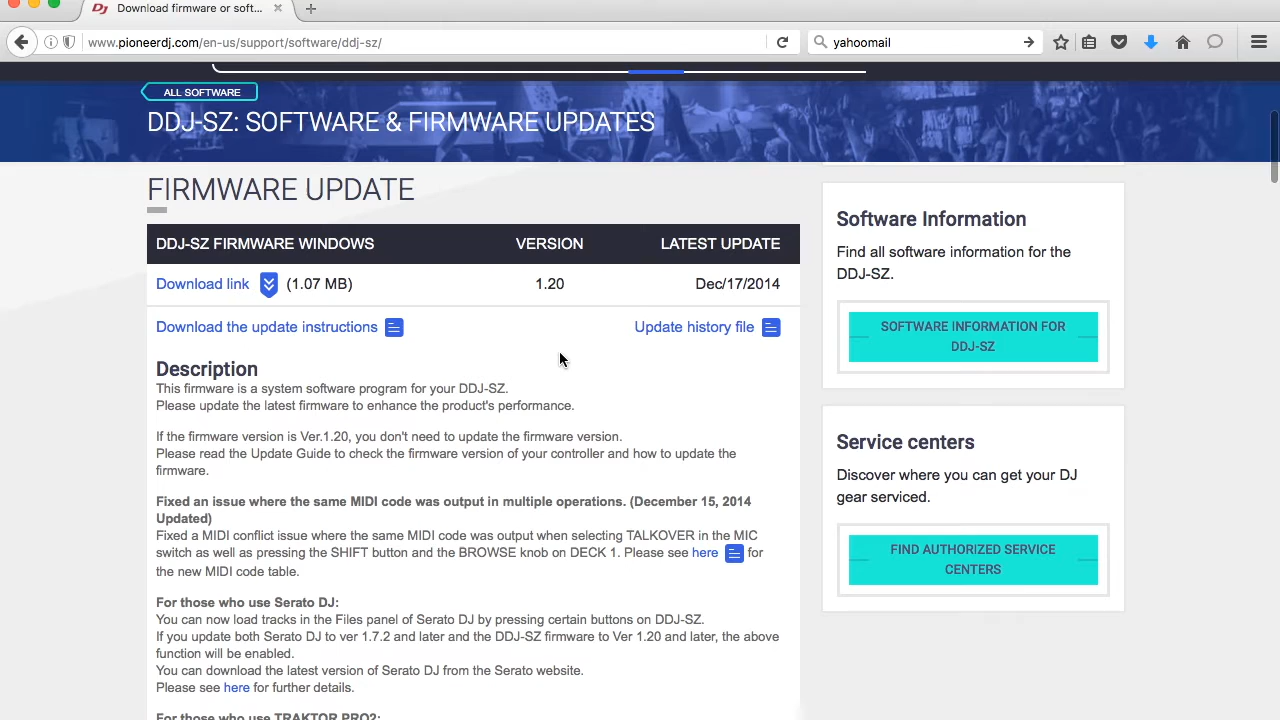 Download firmware or soft...
www.pioneerdj.com/en-us/support/software/ddj-sz/
yahoomail
ALL SOFTWARE
DDJ-SZ: SOFTWARE & FIRMWARE UPDATES
FIRMWARE UPDATE
DDJ-SZ FIRMWARE WINDOWS VERSION LATEST UPDATE
Download link (1.07 MB) 1.20 Dec/17/2014
Download the update instructions Update history file
Description
This firmware is a system software program for your DDJ-SZ.
Please update the latest firmware to enhance the product's performance.
If the firmware version is Ver.1.20, you don't need to update the firmware version.
Please read the Update Guide to check the firmware version of your controller and how to update the
firmware.
Fixed an issue where the same MIDI code was output in multiple operations. (December 15, 2014
Updated)
Fixed a MIDI conflict issue where the same MIDI code was output when selecting TALKOVER in the MIC
switch as well as pressing the SHIFT button and the BROWSE knob on DECK 1. Please see here for
the new MIDI code table.
For those who use Serato DJ:
You can now load tracks in the Files panel of Serato DJ by pressing certain buttons on DDJ-SZ.
If you update both Serato DJ to ver 1.7.2 and later and the DDJ-SZ firmware to Ver 1.20 and later, the above
function will be enabled.
You can download the latest version of Serato DJ from the Serato website.
Please see here for further details.
For those who use TRAKTOR PRO2:
Software Information
Find all software information for the
DDJ-SZ.
SOFTWARE INFORMATION FOR
DDJ-SZ
Service centers
Discover where you can get your DJ
gear serviced.
FIND AUTHORIZED SERVICE
CENTERS